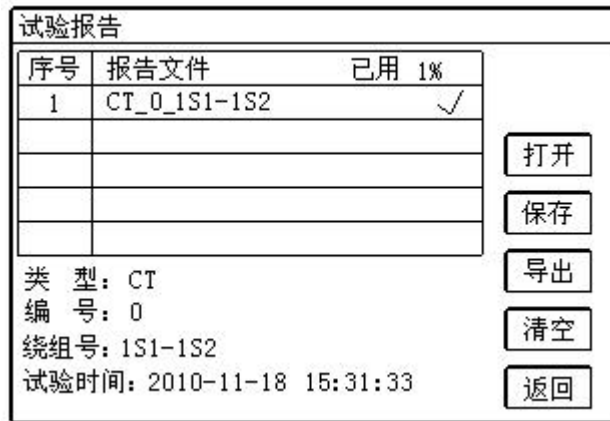 试验报告
序号 报告文件 已用 1%
1 CT_0_1S1-1S2 ✓
打开
保存
导出
清空
返回
类 型: CT
编 号: 0
绕组号: 1S1-1S2
试验时间: 2010-11-18 15:31:33